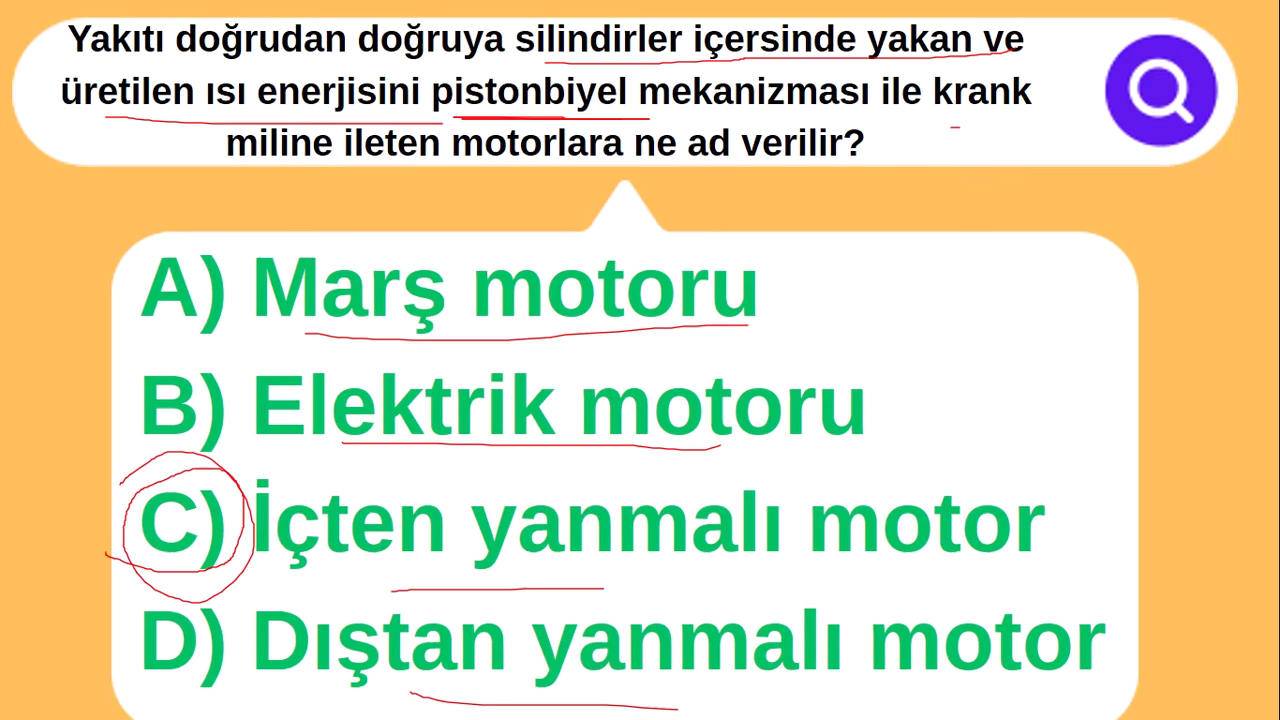 Yakıtı doğrudan doğruya silindirler içersinde yakan ve
üretilen ısı enerjisini pistonbiyel mekanizması ile krank
miline ileten motorlara ne ad verilir?
A) Marş motoru
B) Elektrik motoru
C) İçten yanmalı motor
D) Dıştan yanmalı motor